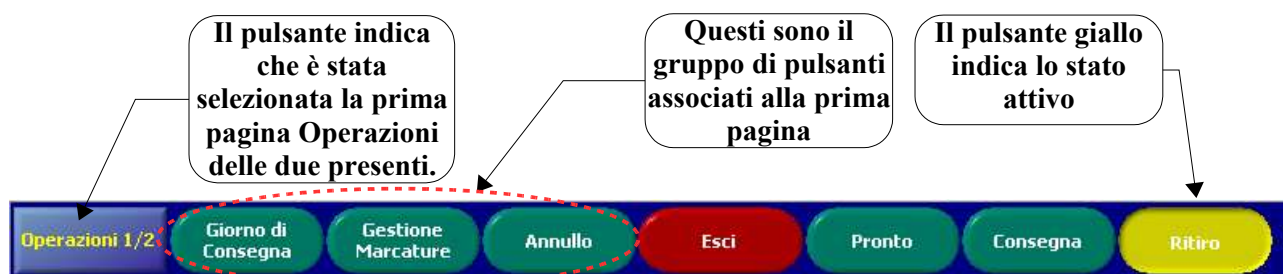 Il pulsante indica
che è stata
selezionata la prima
pagina Operazioni
delle due presenti.
Questi sono il
gruppo di pulsanti
associati alla prima
pagina
Il pulsante giallo
indica lo stato
attivo
Operazioni 1/2
Giorno di
Consegna
Gestione
Marcature
Annullo
Esci
Pronto
Consegna
Ritiro